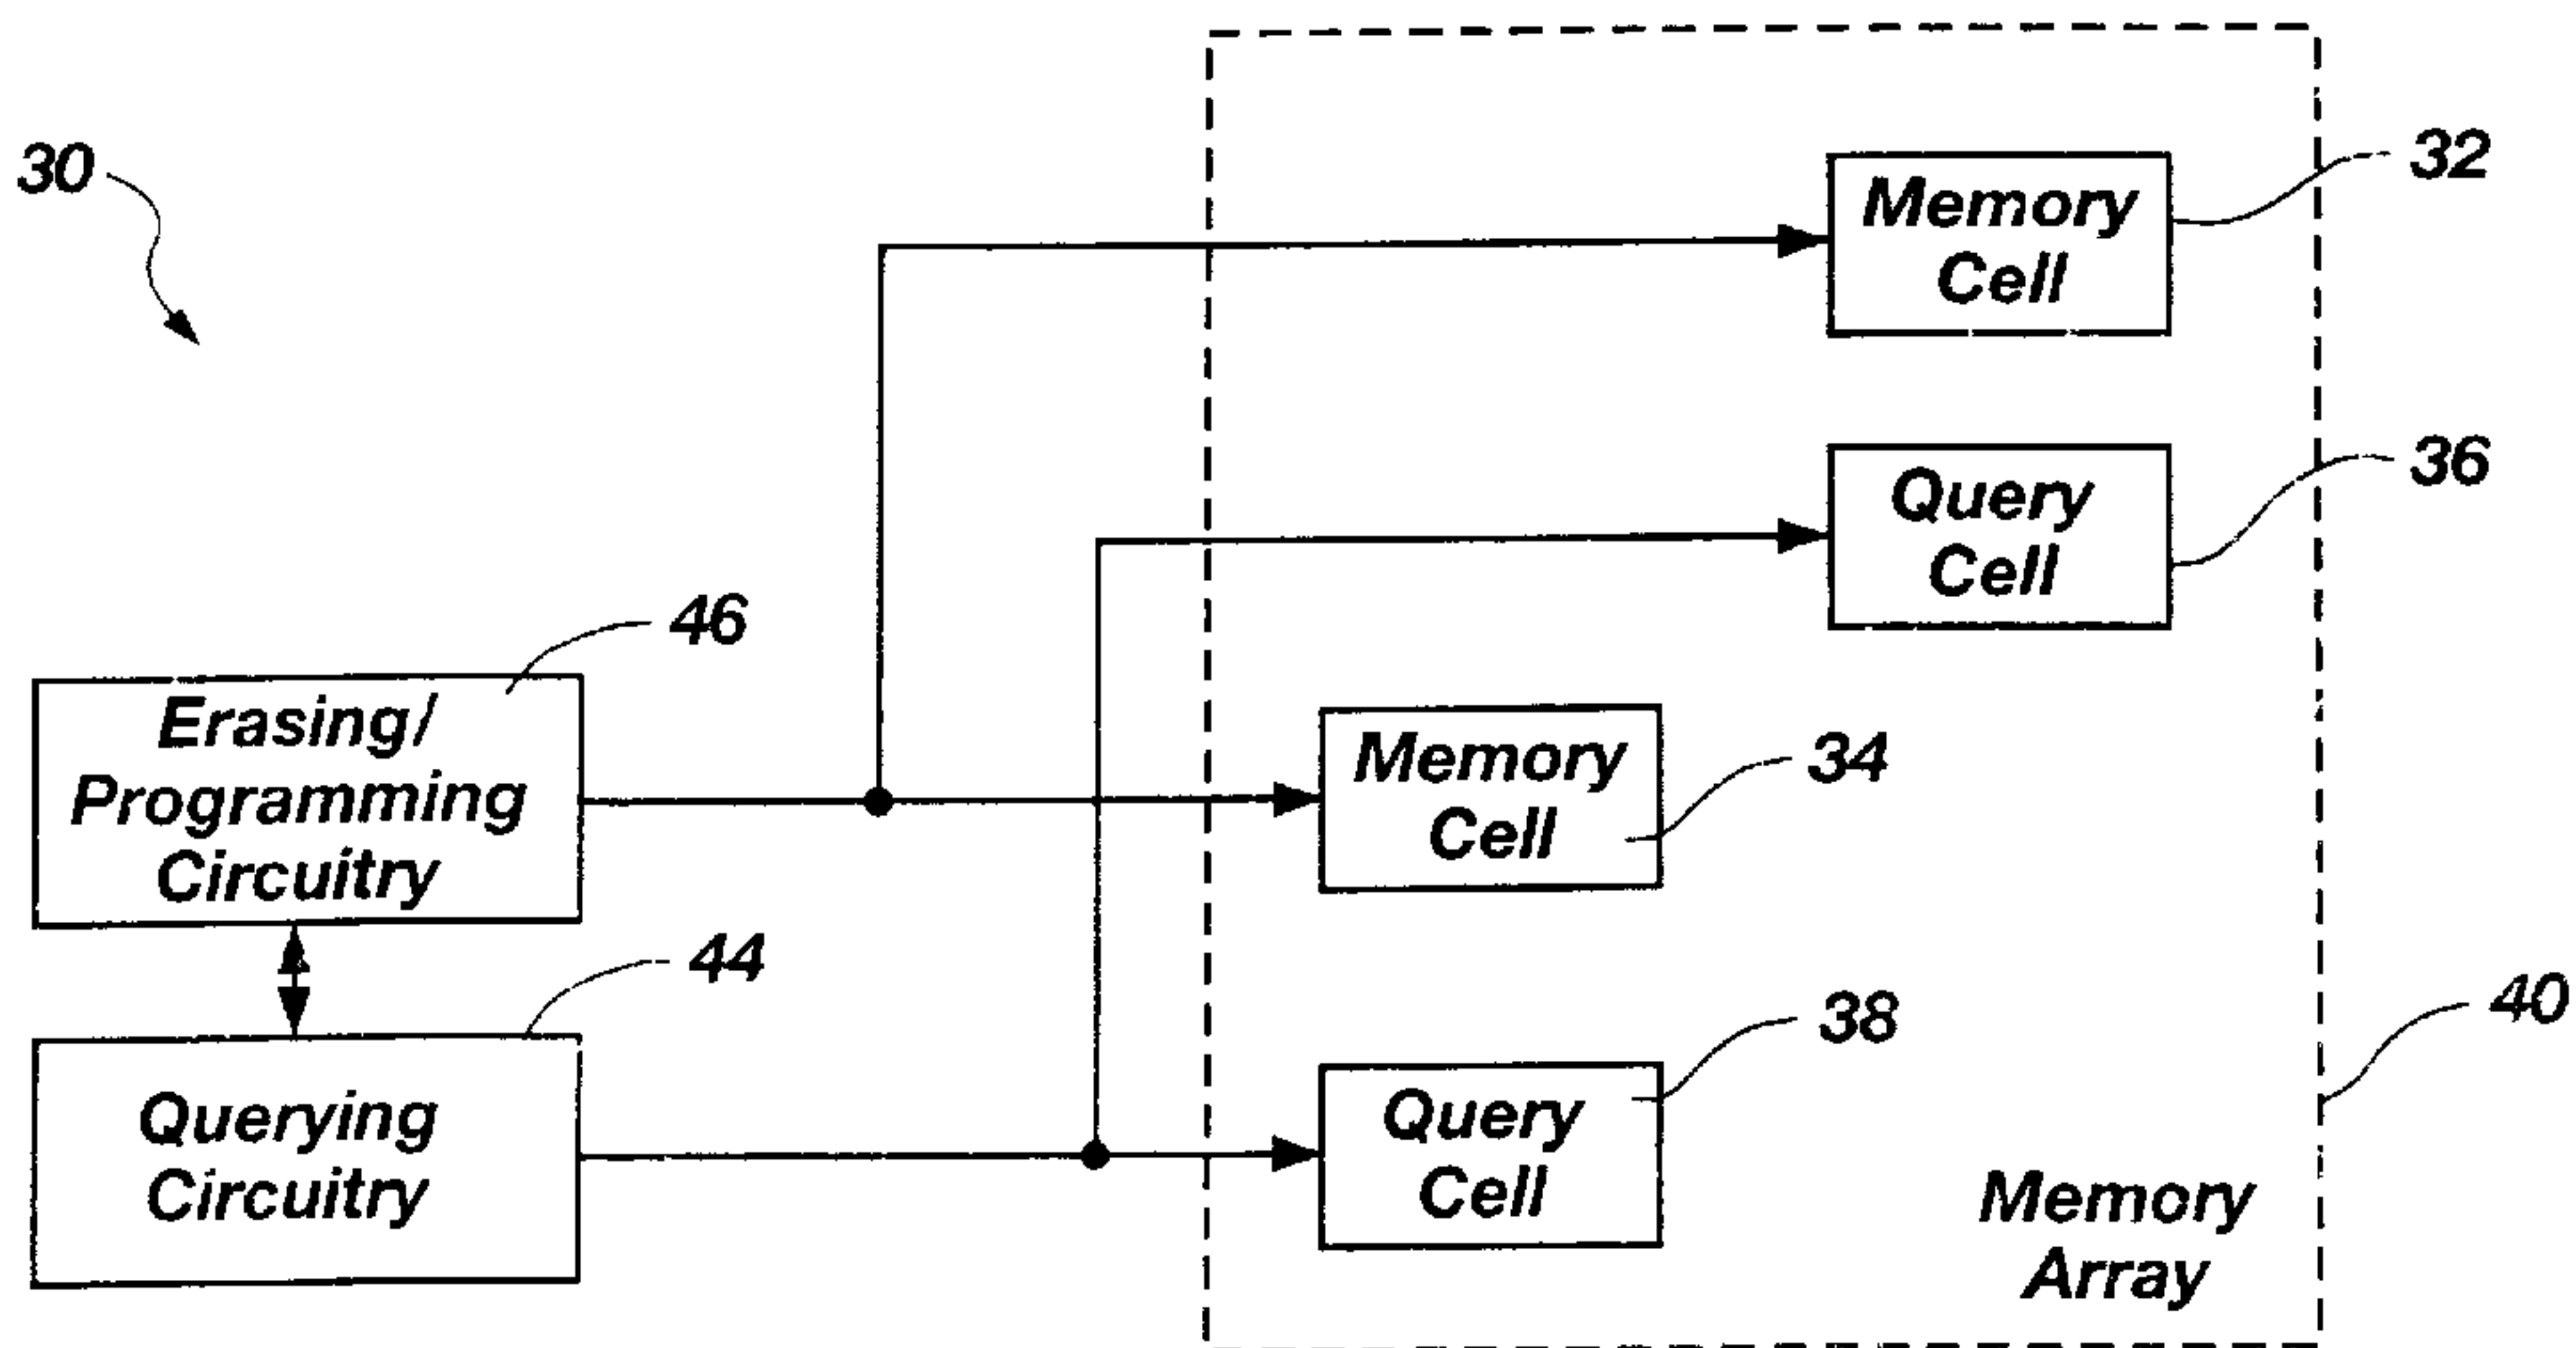 30
Memory
Cell
32
Query
Cell
36
46
Erasing/
Programming
Circuitry
Memory
Cell
34
44
Querying
Circuitry
Query
Cell
38
40
Memory
Array